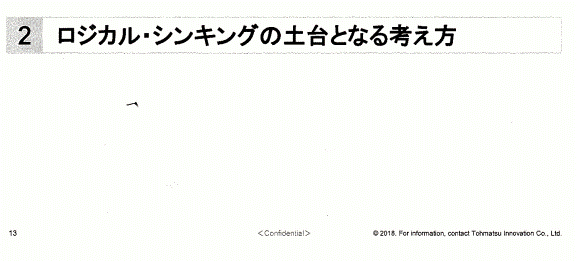 2 ロジカル・シンキングの土台となる考え方
13 <Confidential> © 2018. For information, contact Tohmatsu Innovation Co., Ltd.